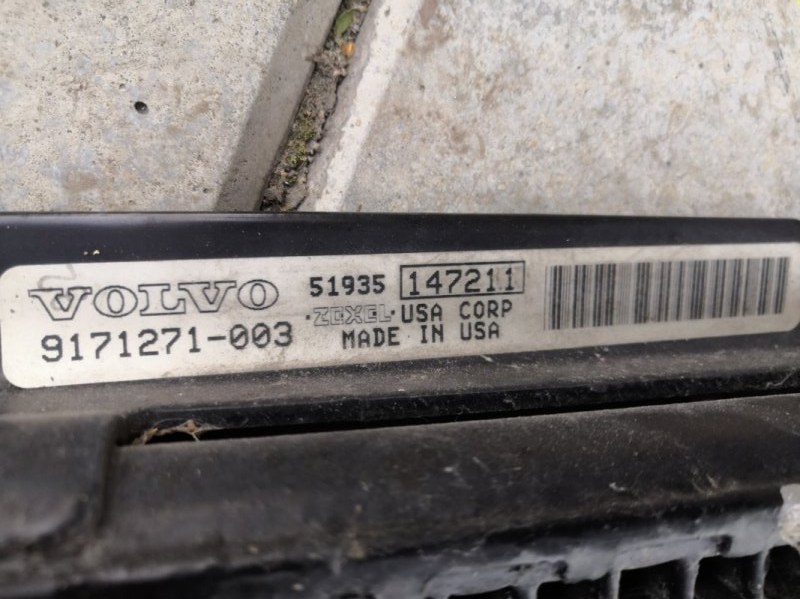 VOLVO 51935 147211
9171271-003 ZEXEL USA CORP
MADE IN USA